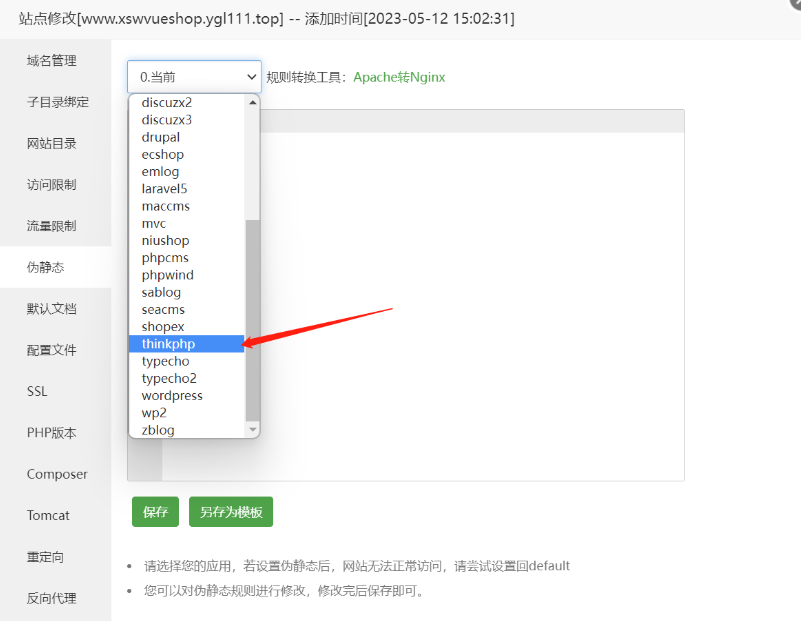 站点修改[www.xswvueshop.ygl111.top] -- 添加时间[2023-05-12 15:02:31]
域名管理
子目录绑定
网站目录
访问限制
流量限制
伪静态
默认文档
配置文件
SSL
PHP版本
Composer
Tomcat
重定向
反向代理
0.当前 规则转换工具：Apache转Nginx
discuzx2
discuzx3
drupal
ecshop
emlog
laravel5
maccms
mvc
niushop
phpcms
phpwind
sablog
seacms
shopex
thinkphp
typecho
typecho2
wordpress
wp2
zblog
保存 另存为模板
请选择您的应用，若设置伪静态后，网站无法正常访问，请尝试设置回default
您可以对伪静态规则进行修改，修改完后保存即可。